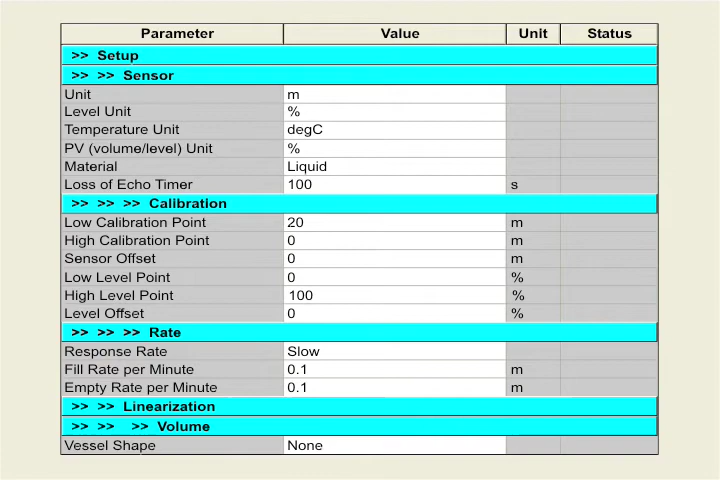 Parameter Value Unit Status
>> Setup
>> >> Sensor
Unit m
Level Unit %
Temperature Unit degC
PV (volume/level) Unit %
Material Liquid
Loss of Echo Timer 100 s
>> >> >> Calibration
Low Calibration Point 20 m
High Calibration Point 0 m
Sensor Offset 0 m
Low Level Point 0 %
High Level Point 100 %
Level Offset 0 %
>> >> >> Rate
Response Rate Slow
Fill Rate per Minute 0.1 m
Empty Rate per Minute 0.1 m
>> >> Linearization
>> >> >> Volume
Vessel Shape None